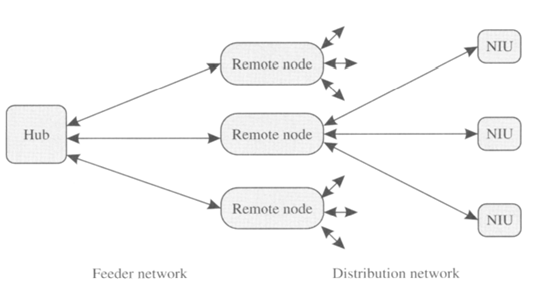 NIU
Remote node
Hub
Remote node
NIU
Remote node
NIU
Feeder network
Distribution network